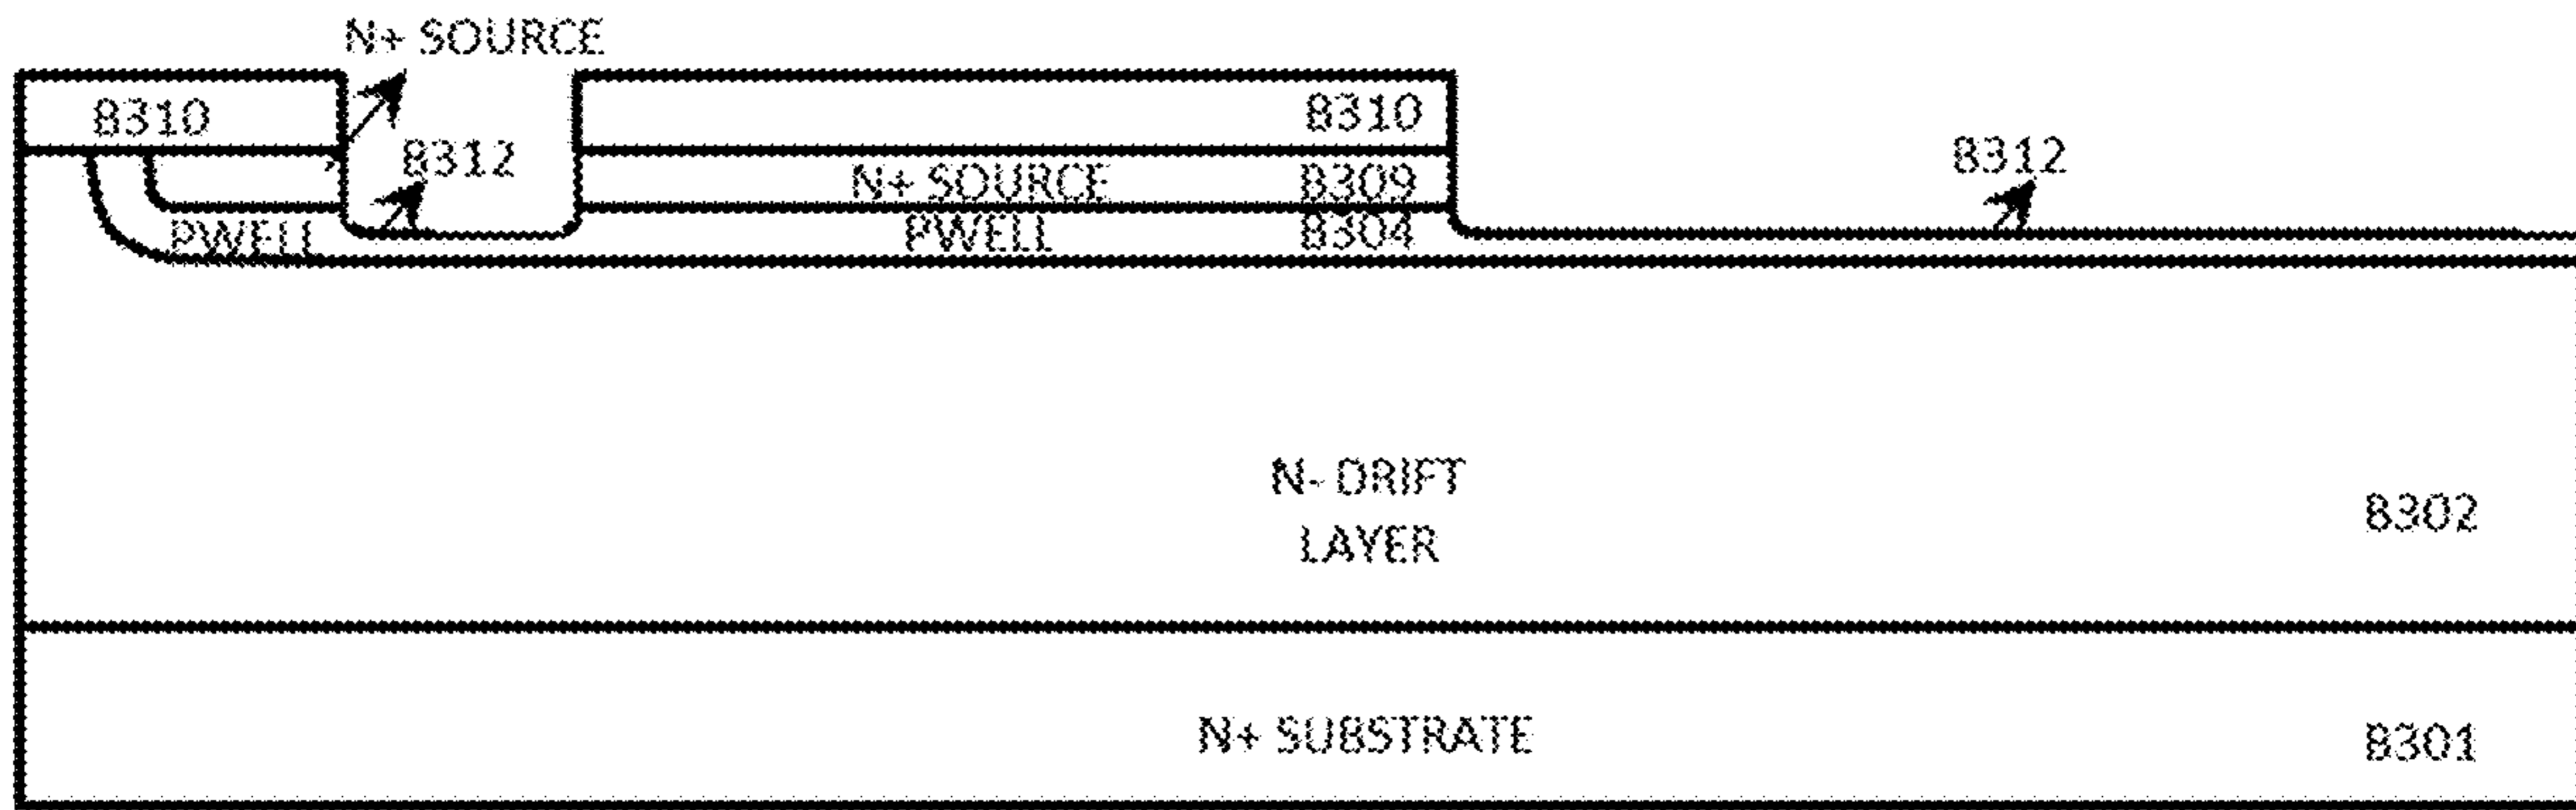 N+ SOURCE
8310
8310
8312
8312
N+ SOURCE
8309
PWELL
PWELL
8304
N- DRIFT
LAYER
8302
N+ SUBSTRATE
8301